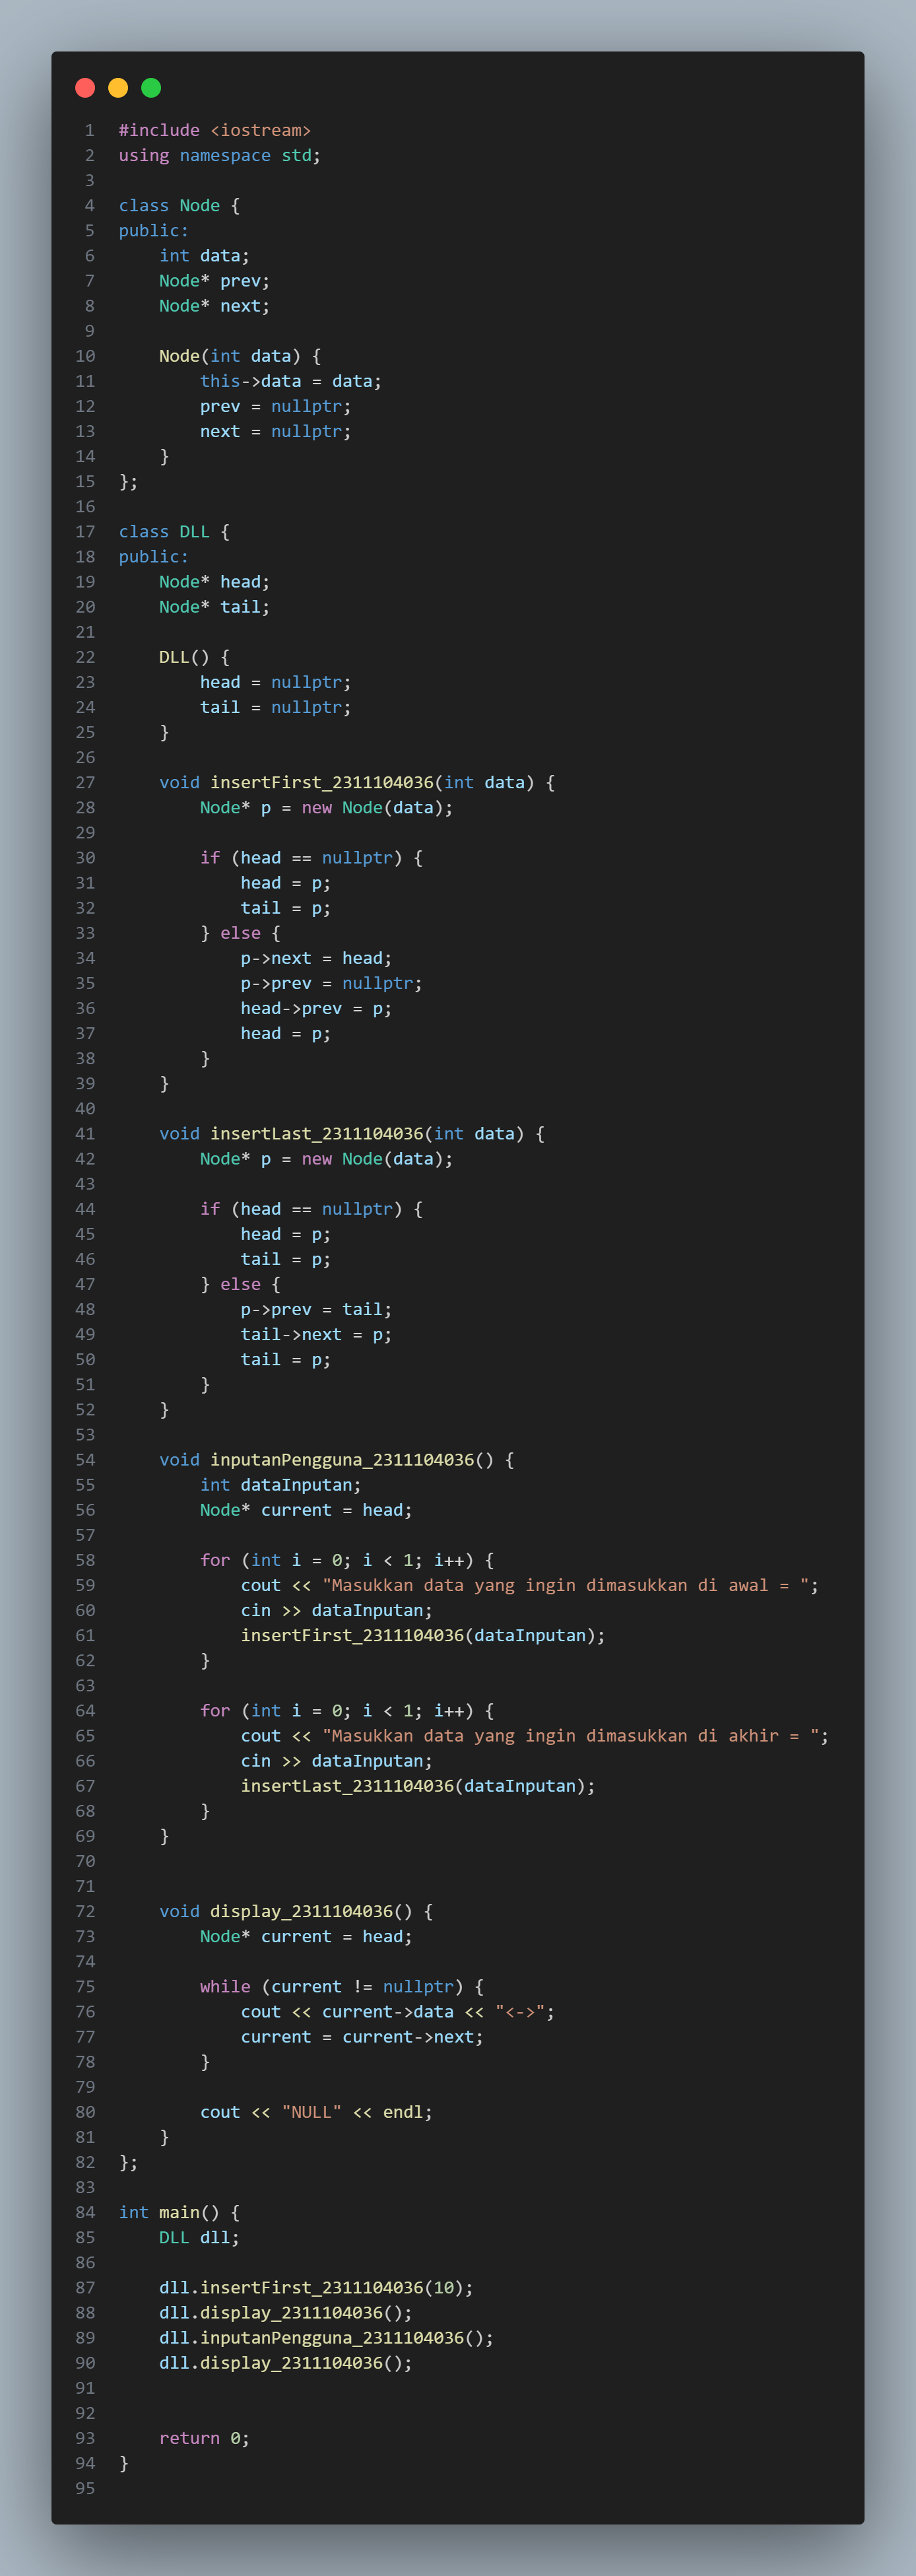 1 #include <iostream>
2 using namespace std;
3
4 class Node {
5 public:
6     int data;
7     Node* prev;
8     Node* next;
9
10     Node(int data) {
11         this->data = data;
12         prev = nullptr;
13         next = nullptr;
14     }
15 };
16
17 class DLL {
18 public:
19     Node* head;
20     Node* tail;
21
22     DLL() {
23         head = nullptr;
24         tail = nullptr;
25     }
26
27     void insertFirst_2311104036(int data) {
28         Node* p = new Node(data);
29
30         if (head == nullptr) {
31             head = p;
32             tail = p;
33         } else {
34             p->next = head;
35             p->prev = nullptr;
36             head->prev = p;
37             head = p;
38         }
39     }
40
41     void insertLast_2311104036(int data) {
42         Node* p = new Node(data);
43
44         if (head == nullptr) {
45             head = p;
46             tail = p;
47         } else {
48             p->prev = tail;
49             tail->next = p;
50             tail = p;
51         }
52     }
53
54     void inputanPengguna_2311104036() {
55         int dataInputan;
56         Node* current = head;
57
58         for (int i = 0; i < 1; i++) {
59             cout << "Masukkan data yang ingin dimasukkan di awal = ";
60             cin >> dataInputan;
61             insertFirst_2311104036(dataInputan);
62         }
63
64         for (int i = 0; i < 1; i++) {
65             cout << "Masukkan data yang ingin dimasukkan di akhir = ";
66             cin >> dataInputan;
67             insertLast_2311104036(dataInputan);
68         }
69     }
70
71
72     void display_2311104036() {
73         Node* current = head;
74
75         while (current != nullptr) {
76             cout << current->data << "<->";
77             current = current->next;
78         }
79
80         cout << "NULL" << endl;
81     }
82 };
83
84 int main() {
85     DLL dll;
86
87     dll.insertFirst_2311104036(10);
88     dll.display_2311104036();
89     dll.inputanPengguna_2311104036();
90     dll.display_2311104036();
91
92
93     return 0;
94 }
95